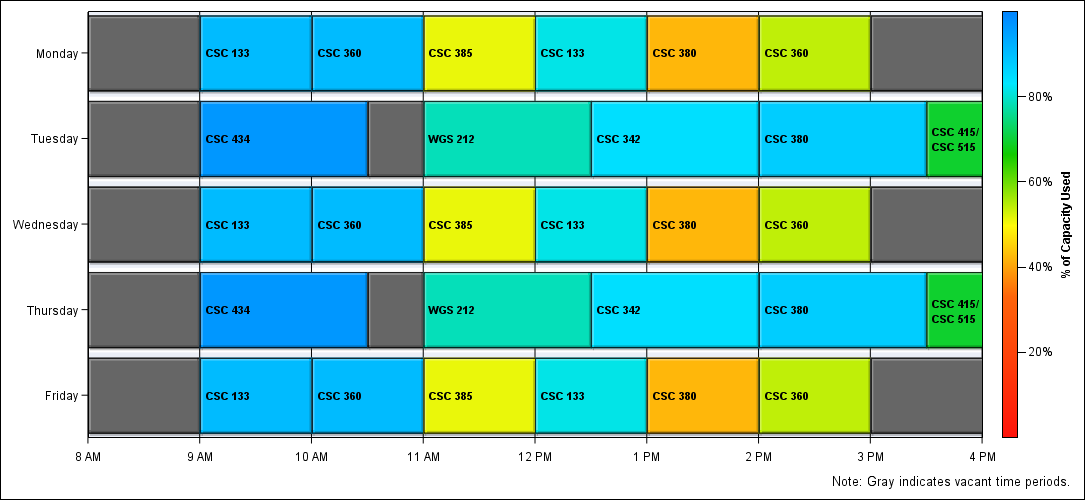 Monday
CSC 133
CSC 360
CSC 385
CSC 133
CSC 380
CSC 360
Tuesday
CSC 434
WGS 212
CSC 342
CSC 380
CSC 415/
CSC 515
Wednesday
CSC 133
CSC 360
CSC 385
CSC 133
CSC 380
CSC 360
Thursday
CSC 434
WGS 212
CSC 342
CSC 380
CSC 415/
CSC 515
Friday
CSC 133
CSC 360
CSC 385
CSC 133
CSC 380
CSC 360
8 AM
9 AM
10 AM
11 AM
12 PM
1 PM
2 PM
3 PM
4 PM
80%
60%
40%
20%
% of Capacity Used
Note: Gray indicates vacant time periods.